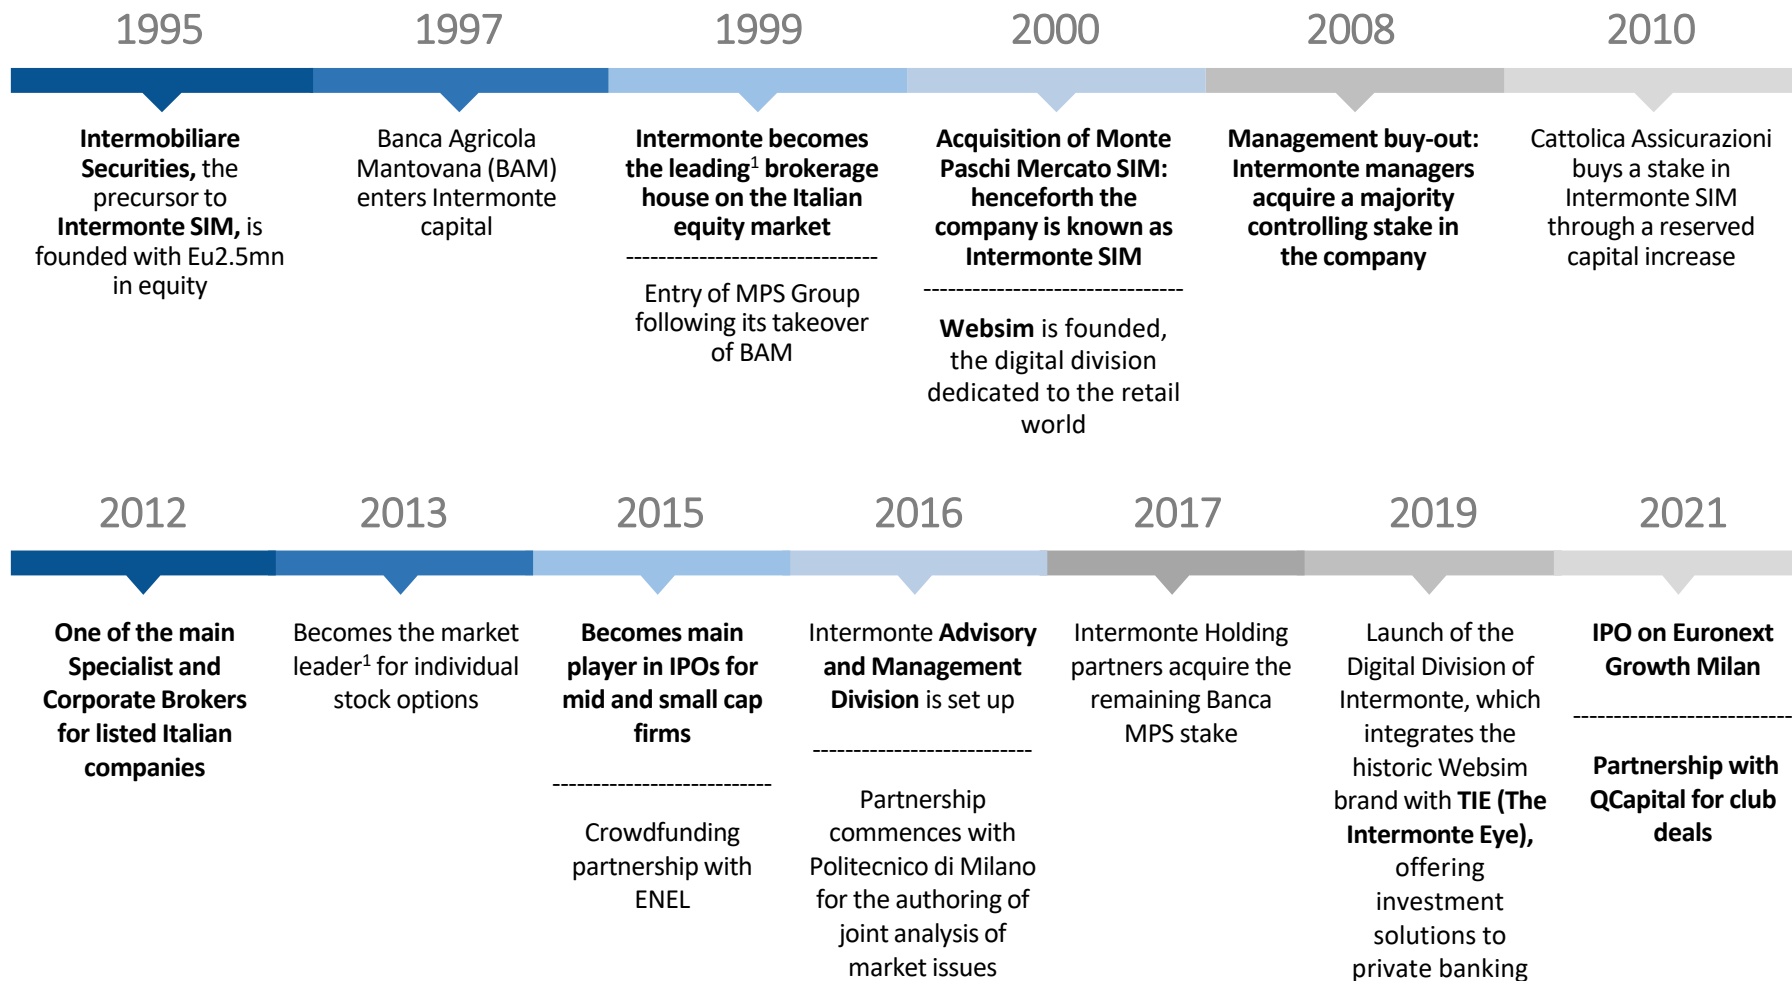 1995
1997
1999
2000
2008
2010
Intermobiliare
Securities, the
precursor to
Intermonte SIM, is
founded with Eu2.5mn
in equity
Banca Agricola
Mantovana (BAM)
enters Intermonte
capital
Intermonte becomes
the leading1 brokerage
house on the Italian
equity market
-------------------------------
Entry of MPS Group
following its takeover
of BAM
Acquisition of Monte
Paschi Mercato SIM:
henceforth the
company is known as
Intermonte SIM
--------------------------------
Websim is founded,
the digital division
dedicated to the retail
world
Management buy-out:
Intermonte managers
acquire a majority
controlling stake in
the company
Cattolica Assicurazioni
buys a stake in
Intermonte SIM
through a reserved
capital increase
2012
2013
2015
2016
2017
2019
2021
One of the main
Specialist and
Corporate Brokers
for listed Italian
companies
Becomes the market
leader1 for individual
stock options
Becomes main
player in IPOs for
mid and small cap
firms
---------------------------
Crowdfunding
partnership with
ENEL
Intermonte Advisory
and Management
Division is set up
---------------------------
Partnership
commences with
Politecnico di Milano
for the authoring of
joint analysis of
market issues
Intermonte Holding
partners acquire the
remaining Banca
MPS stake
Launch of the
Digital Division of
Intermonte, which
integrates the
historic Websim
brand with TIE (The
Intermonte Eye),
offering
investment
solutions to
private banking
IPO on Euronext
Growth Milan
---------------------------
Partnership with
QCapital for club
deals